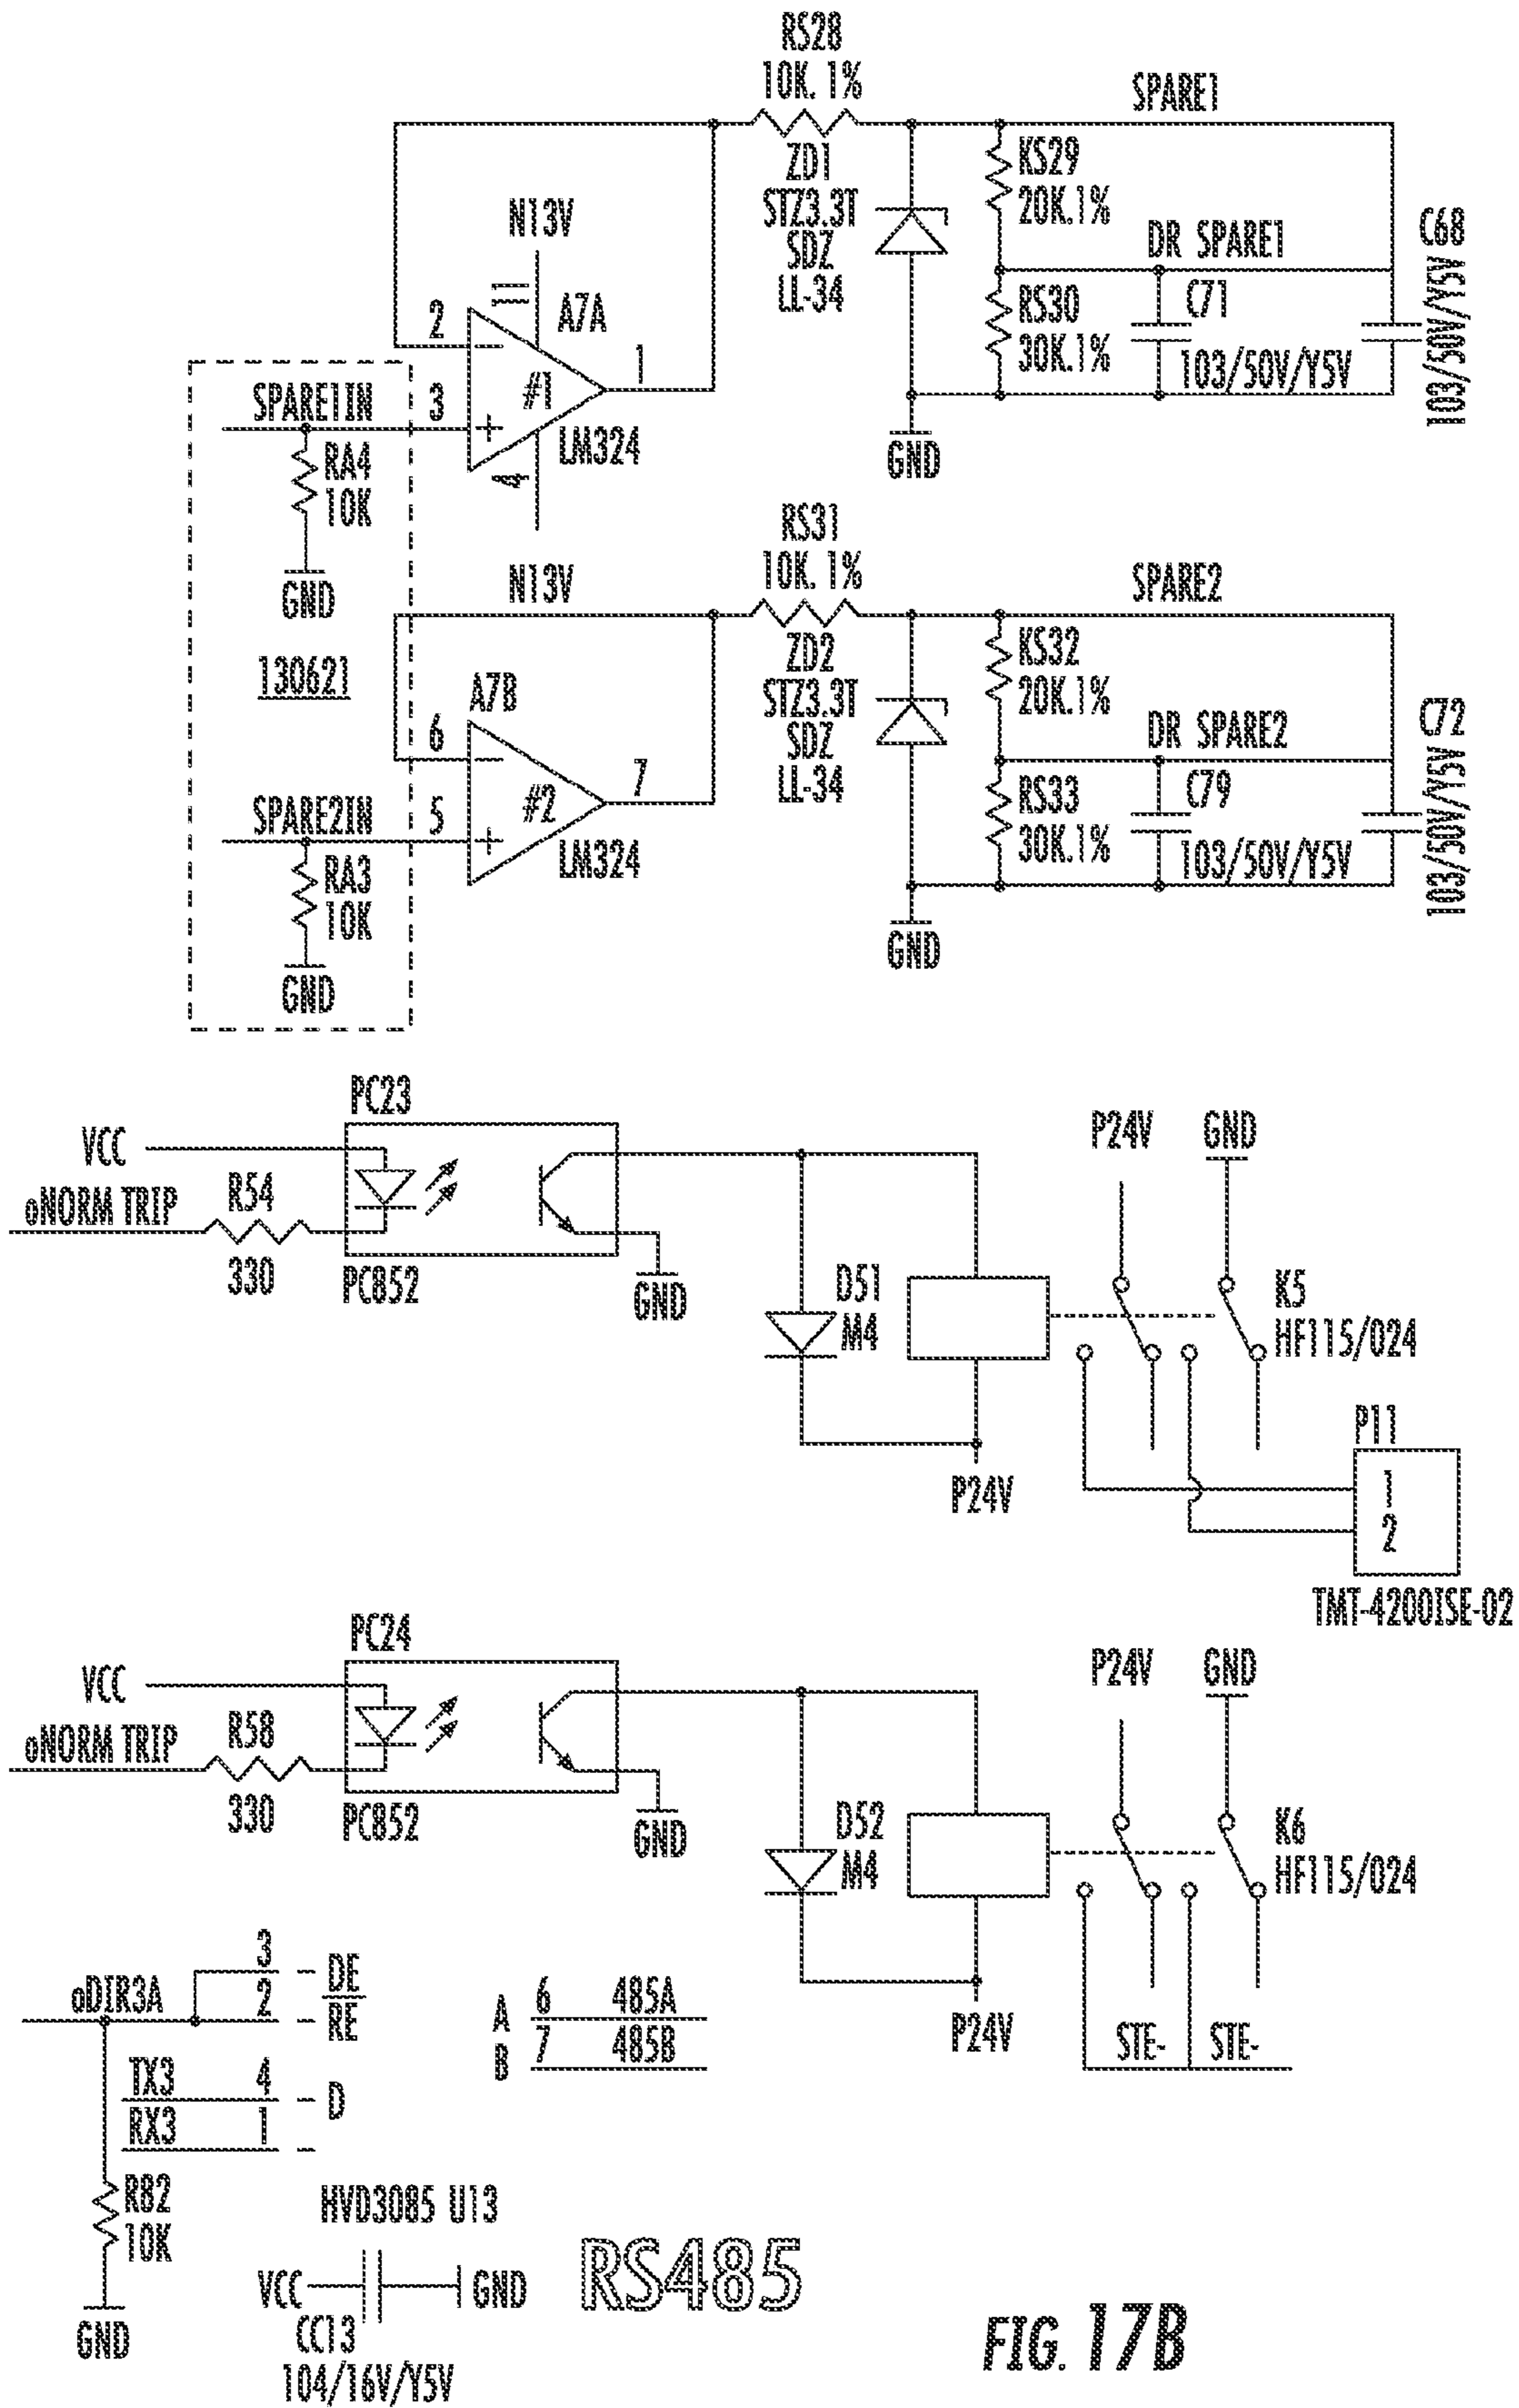 RS28
10K. 1%
SPARE1
ZD1
STZ3.3T
SDZ
LL-34
KS29
20K.1%
N13V
DR SPARE1
C68
103/50V/Y5V
11
A7A
2
RS30
30K.1%
C71
103/50V/Y5V
1
#1
SPARE1IN
3
LM324
4
GND
RA4
10K
GND
RS31
10K. 1%
N13V
SPARE2
ZD2
STZ3.3T
SDZ
LL-34
KS32
20K.1%
130621
A7B
6
DR SPARE2
C72
103/50V/Y5V
7
RS33
30K.1%
C79
103/50V/Y5V
#2
SPARE2IN
5
LM324
RA3
10K
GND
GND
PC23
VCC
oNORM TRIP
R54
330
PC852
GND
D51
M4
P24V
P24V
GND
K5
HF115/024
P11
1
2
TMT-4200ISE-02
PC24
VCC
oNORM TRIP
R58
330
PC852
GND
D52
M4
P24V
P24V
GND
K6
HF115/024
STE-
STE-
oDIR3A
3
DE
2
RE
TX3
4
D
RX3
1
A
6
485A
B
7
485B
R82
10K
GND
HVD3085 U13
VCC
GND
CC13
104/16V/Y5V
RS485
FIG. 17B